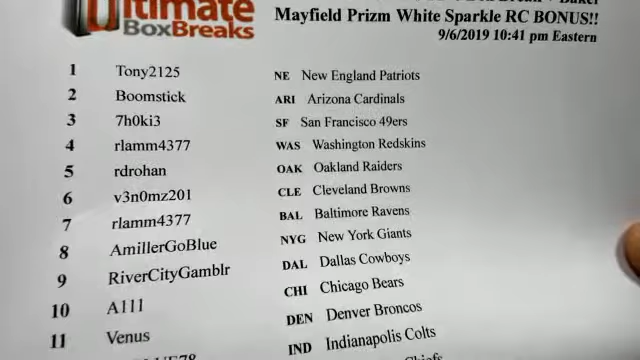 Ultimate
BoxBreaks
Baker
Mayfield Prizm White Sparkle RC BONUS!!
9/6/2019 10:41 pm Eastern
1 Tony2125 NE New England Patriots
2 Boomstick ARI Arizona Cardinals
3 7h0ki3 SF San Francisco 49ers
4 rlamm4377 WAS Washington Redskins
5 rdrohan OAK Oakland Raiders
6 v3n0mz201 CLE Cleveland Browns
7 rlamm4377 BAL Baltimore Ravens
8 AmillerGoBlue NYG New York Giants
9 RiverCityGamblr DAL Dallas Cowboys
10 A111 CHI Chicago Bears
11 Venus DEN Denver Broncos
IND Indianapolis Colts
Chiefs